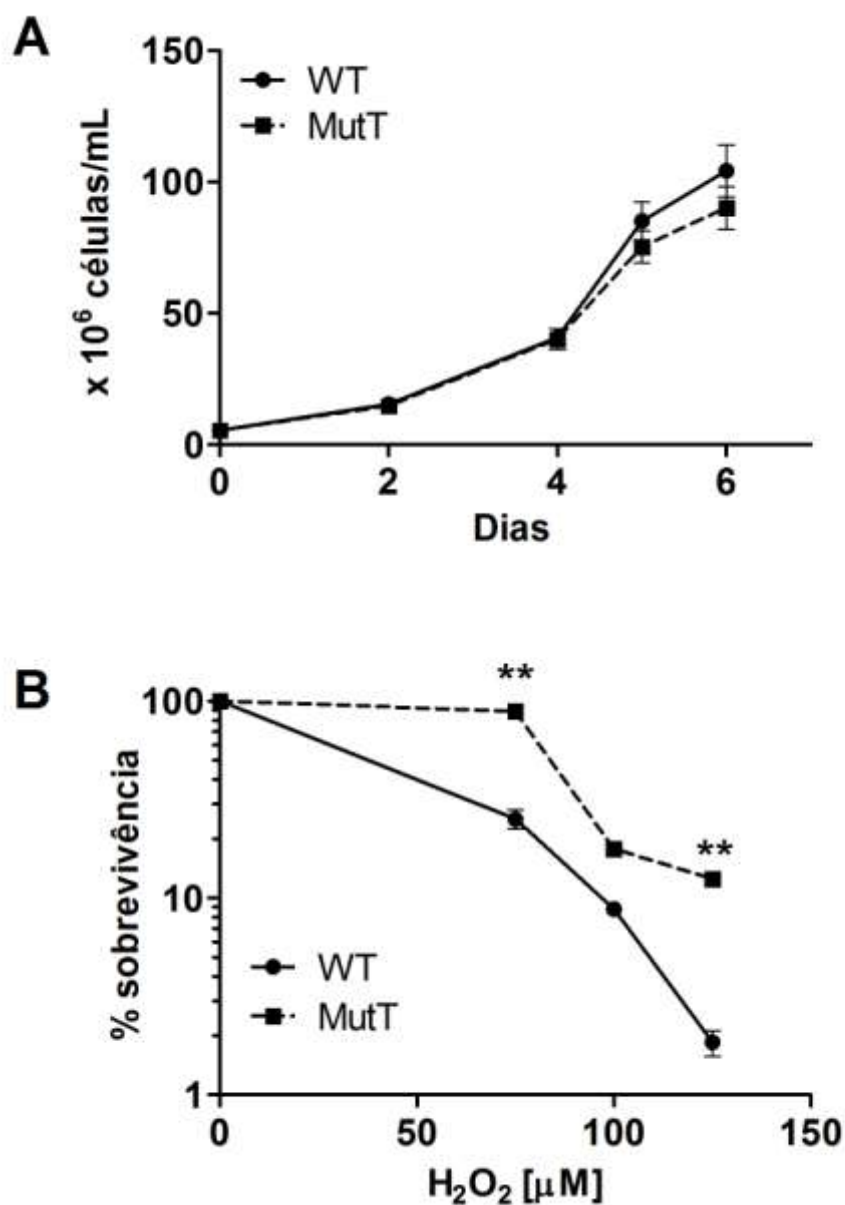 A
150
WT
MutT
100
50
0
x 10⁶ células/mL
0 2 4 6
Dias
B
**
100
**
10
WT
MutT
1
% sobrevivência
0 50 100 150
H₂O₂ [µM]